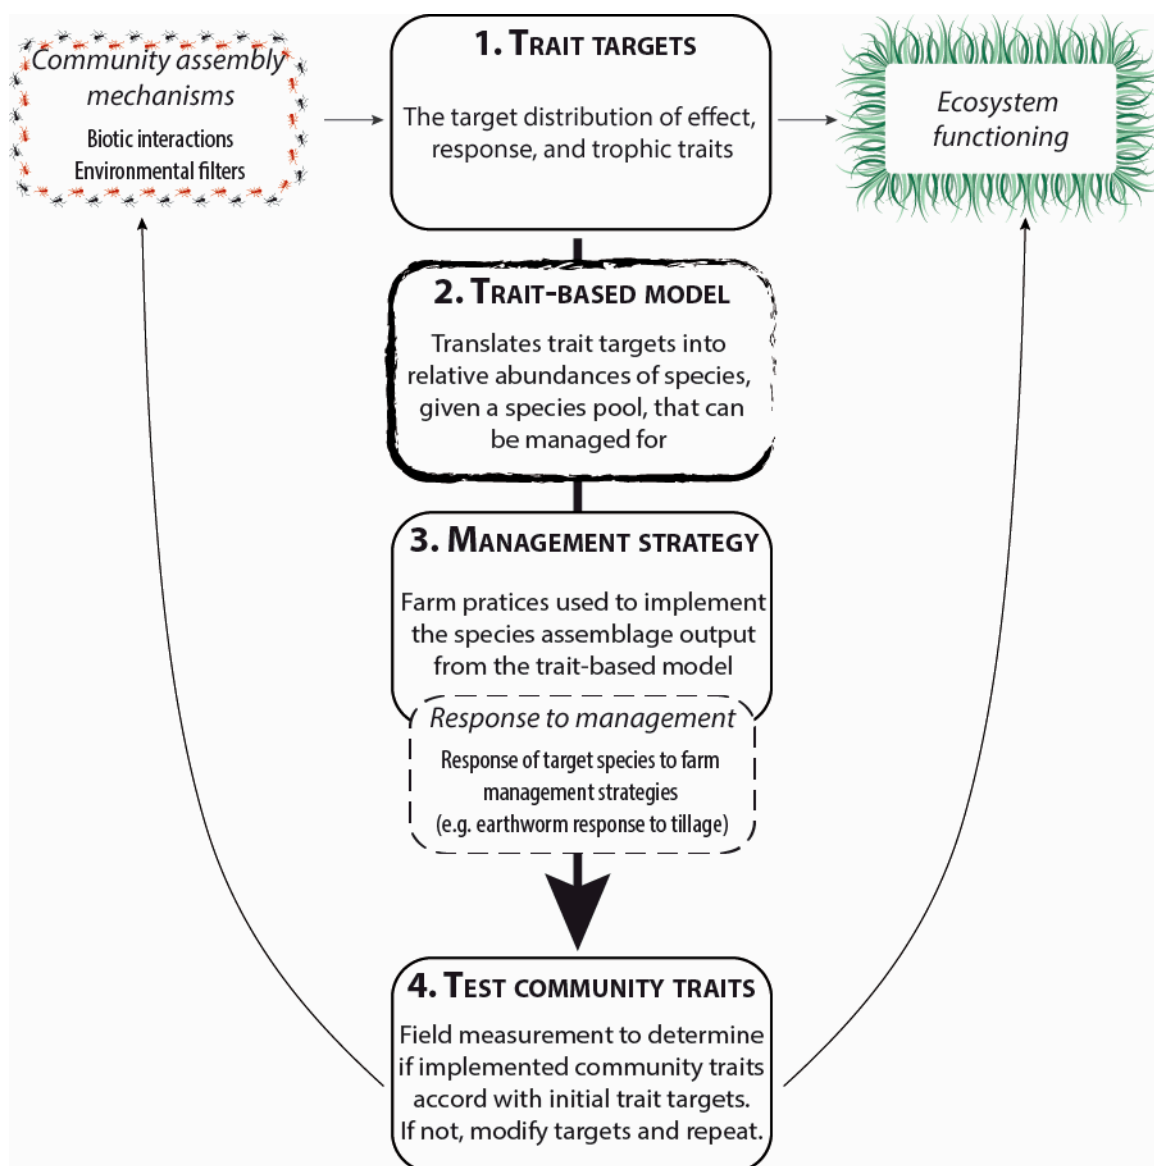 Community assembly
mechanisms
Biotic interactions
Environmental filters
1. TRAIT TARGETS
The target distribution of effect,
response, and trophic traits
Ecosystem
functioning
2. TRAIT-BASED MODEL
Translates trait targets into
relative abundances of species,
given a species pool, that can
be managed for
3. MANAGEMENT STRATEGY
Farm pratices used to implement
the species assemblage output
from the trait-based model
Response to management
Response of target species to farm
management strategies
(e.g. earthworm response to tillage)
4. TEST COMMUNITY TRAITS
Field measurement to determine
if implemented community traits
accord with initial trait targets.
If not, modify targets and repeat.